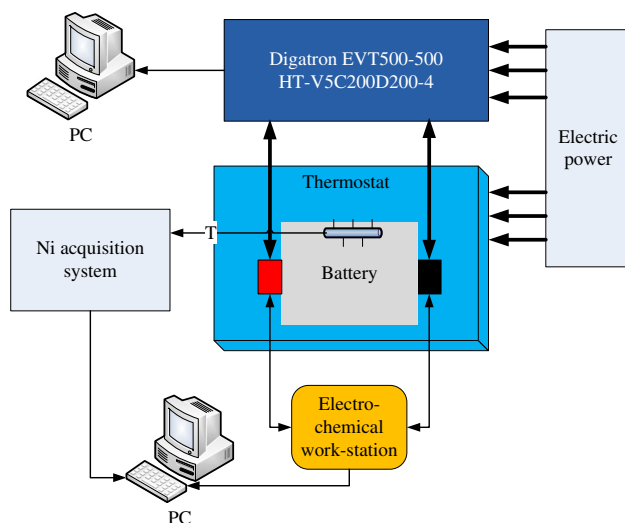 Digatron EVT500-500
HT-V5C200D200-4
PC
Electric
power
Thermostat
T
Ni acquisition
system
Battery
Electro-
chemical
work-station
PC